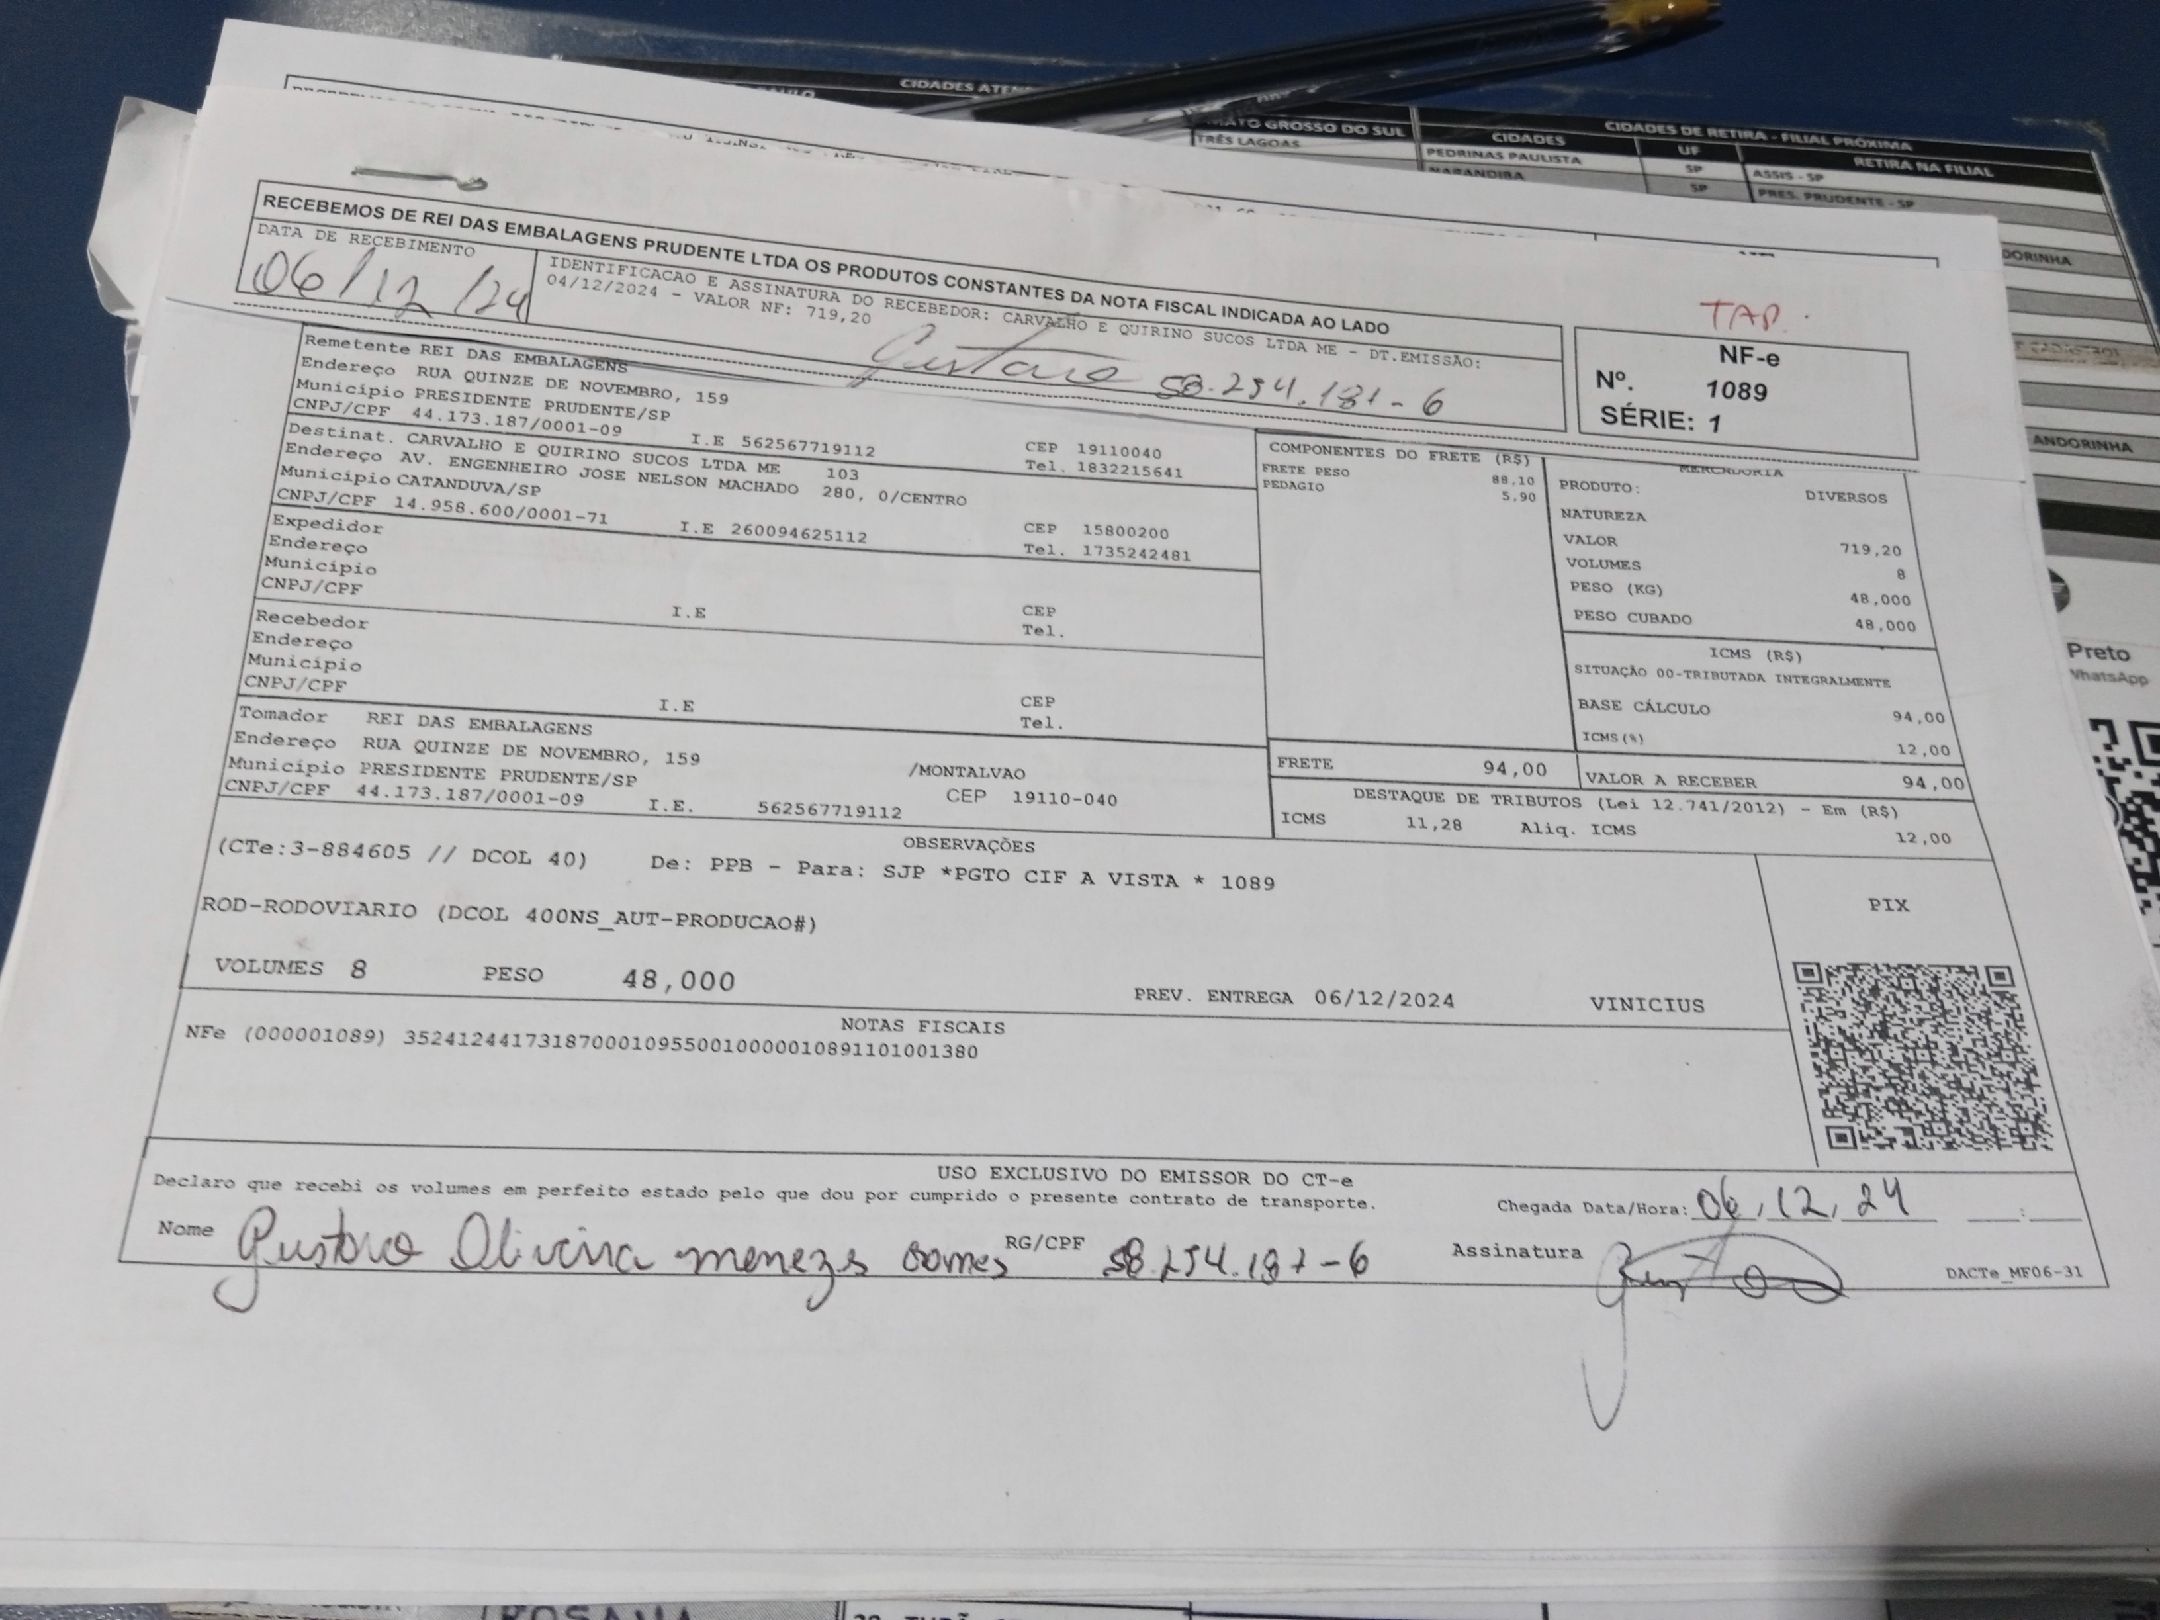 CIDADES ATEN
MATO GROSSO DO SUL
TRÊS LAGOAS
CIDADES
UF
CIDADES DE RETIRA - FILIAL PRÓXIMA
RETIRA NA FILIAL
PEDRINAS PAULISTA
SP
ASSIS - SP
NARANDIBA
SP
PRES. PRUDENTE - SP
DORINHA
ANDORINHA
Preto
WhatsApp
RECEBEMOS DE REI DAS EMBALAGENS PRUDENTE LTDA OS PRODUTOS CONSTANTES DA NOTA FISCAL INDICADA AO LADO
DATA DE RECEBIMENTO
06/12/24
IDENTIFICACAO E ASSINATURA DO RECEBEDOR: CARVALHO E QUIRINO SUCOS LTDA ME - DT.EMISSÃO:
04/12/2024 - VALOR NF: 719,20
Gustavo
TAP.
NF-e
Nº. 1089
SÉRIE: 1
Remetente REI DAS EMBALAGENS
Endereço RUA QUINZE DE NOVEMBRO, 159
Município PRESIDENTE PRUDENTE/SP
CNPJ/CPF 44.173.187/0001-09 I.E 562567719112
CEP 19110040
Tel. 1832215641
Destinat. CARVALHO E QUIRINO SUCOS LTDA ME 103
Endereço AV. ENGENHEIRO JOSE NELSON MACHADO 280, 0/CENTRO
Município CATANDUVA/SP
CNPJ/CPF 14.958.600/0001-71 I.E 260094625112
CEP 15800200
Tel. 1735242481
Expedidor
Endereço
Município
CNPJ/CPF I.E
CEP
Tel.
Recebedor
Endereço
Município
CNPJ/CPF I.E
CEP
Tel.
Tomador REI DAS EMBALAGENS
Endereço RUA QUINZE DE NOVEMBRO, 159 /MONTALVAO
Município PRESIDENTE PRUDENTE/SP CEP 19110-040
CNPJ/CPF 44.173.187/0001-09 I.E. 562567719112
COMPONENTES DO FRETE (R$)
FRETE PESO 88,10
PEDAGIO 5,90
MERCADORIA
PRODUTO: DIVERSOS
NATUREZA
VALOR 719,20
VOLUMES 8
PESO (KG) 48,000
PESO CUBADO 48,000
ICMS (R$)
SITUAÇÃO 00-TRIBUTADA INTEGRALMENTE
BASE CÁLCULO 94,00
ICMS(%) 12,00
FRETE 94,00 VALOR A RECEBER 94,00
DESTAQUE DE TRIBUTOS (Lei 12.741/2012) - Em (R$)
ICMS 11,28 Aliq. ICMS 12,00
OBSERVAÇÕES
(CTe:3-884605 // DCOL 40) De: PPB - Para: SJP *PGTO CIF A VISTA * 1089
ROD-RODOVIARIO (DCOL 400NS_AUT-PRODUCAO#)
VOLUMES 8 PESO 48,000
PREV. ENTREGA 06/12/2024 VINICIUS
PIX
NOTAS FISCAIS
NFe (000001089) 35241244173187000109550010000010891101001380
USO EXCLUSIVO DO EMISSOR DO CT-e
Declaro que recebi os volumes em perfeito estado pelo que dou por cumprido o presente contrato de transporte.
Chegada Data/Hora: 06/12/24 __:__
Nome Gustavo Oliveira menezes Gomes RG/CPF
Assinatura
DACTe_MF06-31